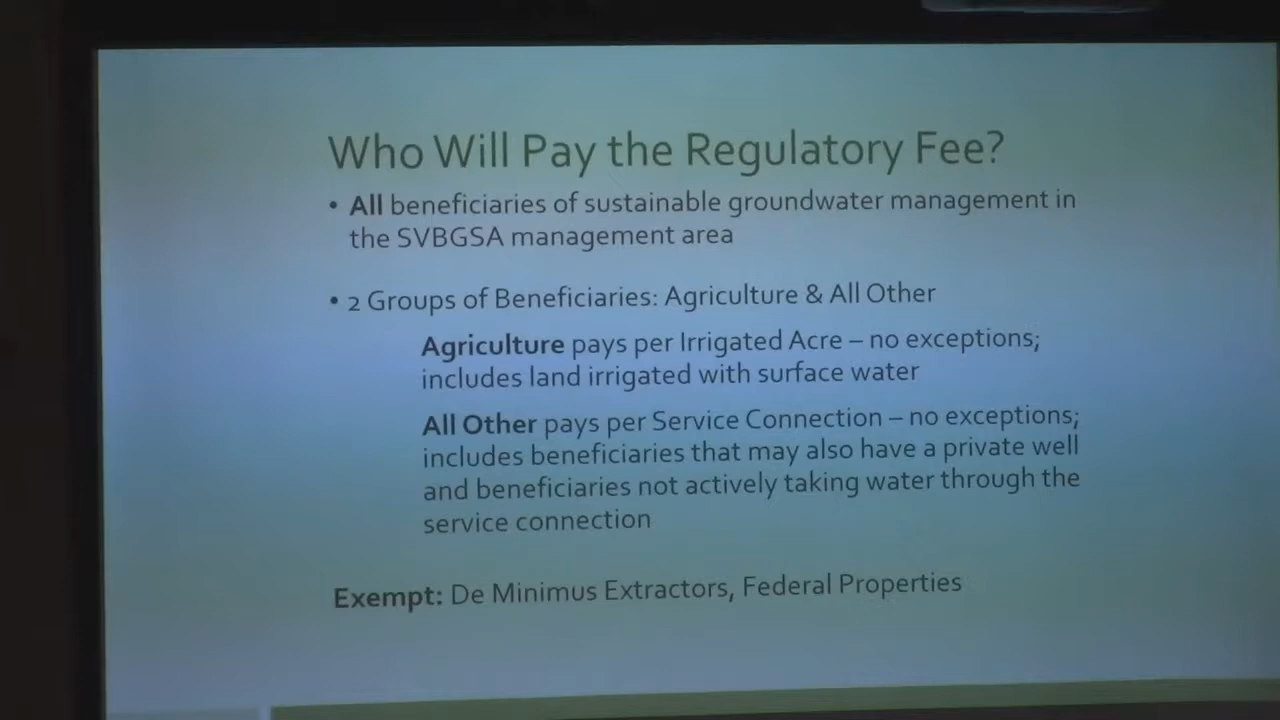 Who Will Pay the Regulatory Fee?
• All beneficiaries of sustainable groundwater management in
the SVBGSA management area
• 2 Groups of Beneficiaries: Agriculture & All Other
Agriculture pays per Irrigated Acre – no exceptions;
includes land irrigated with surface water
All Other pays per Service Connection – no exceptions;
includes beneficiaries that may also have a private well
and beneficiaries not actively taking water through the
service connection
Exempt: De Minimus Extractors, Federal Properties